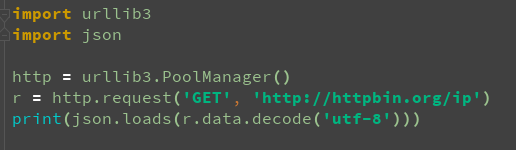 import urllib3
import json
http = urllib3.PoolManager()
r = http.request('GET', 'http://httpbin.org/ip')
print(json.loads(r.data.decode('utf-8')))